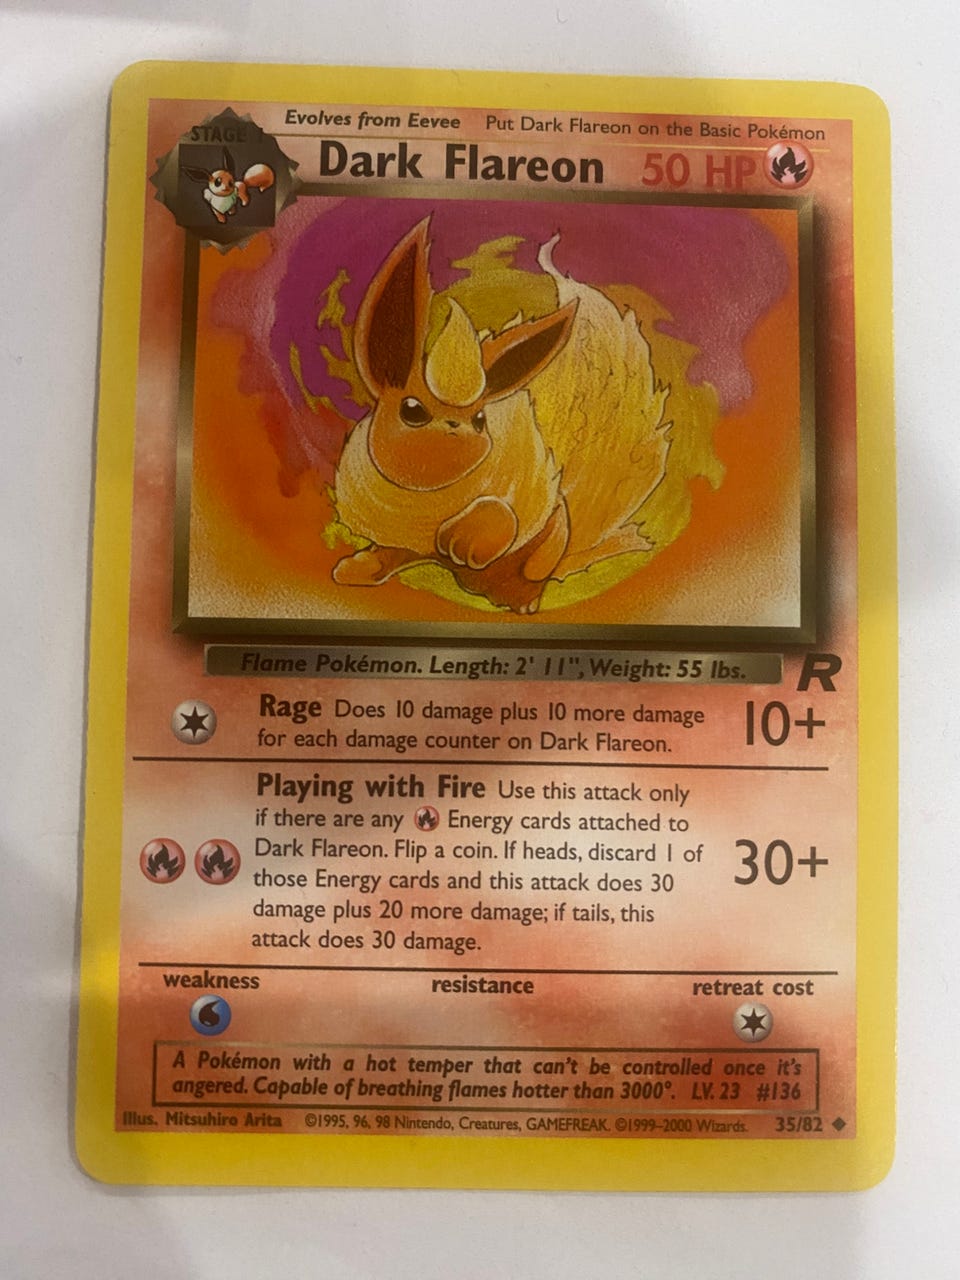 Evolves from Eevee Put Dark Flareon on the Basic Pokémon
STAGE 1
Dark Flareon 50 HP
Flame Pokémon. Length: 2' 11", Weight: 55 lbs.
R
Rage Does 10 damage plus 10 more damage
for each damage counter on Dark Flareon.
10+
Playing with Fire Use this attack only
if there are any Energy cards attached to
Dark Flareon. Flip a coin. If heads, discard 1 of
those Energy cards and this attack does 30
damage plus 20 more damage; if tails, this
attack does 30 damage.
30+
weakness resistance retreat cost
A Pokémon with a hot temper that can't be controlled once it's
angered. Capable of breathing flames hotter than 3000°. LV. 23 #136
Illus. Mitsuhiro Arita ©1995, 96, 98 Nintendo, Creatures, GAMEFREAK. ©1999–2000 Wizards. 35/82